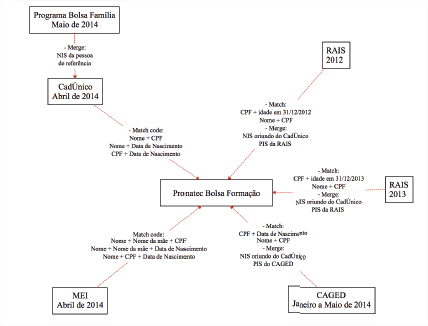 Programa Bolsa Família
Maio de 2014
- Merge:
NIS da pessoa
de referência
CadÚnico
Abril de 2014
- Match code:
Nome + CPF
Nome + Data de Nascimento
CPF + Data de Nascimento
RAIS
2012
- Match:
CPF + idade em 31/12/2012
Nome + CPF
- Merge:
NIS oriundo do CadÚnico
PIS da RAIS
Pronatec Bolsa Formação
- Match:
CPF + idade em 31/12/2013
Nome + CPF
- Merge:
NIS oriundo do CadÚnico
PIS da RAIS
RAIS
2013
Match code:
Nome + Nome da mãe + CPF
Nome + Nome da mãe + Data de Nascimento
Nome + CPF + Data de Nascimento
- Match:
CPF + Data de Nascimento
Nome + CPF
- Merge:
NIS oriundo do CadÚnico
PIS do CAGED
MEI
Abril de 2014
CAGED
Janeiro a Maio de 2014